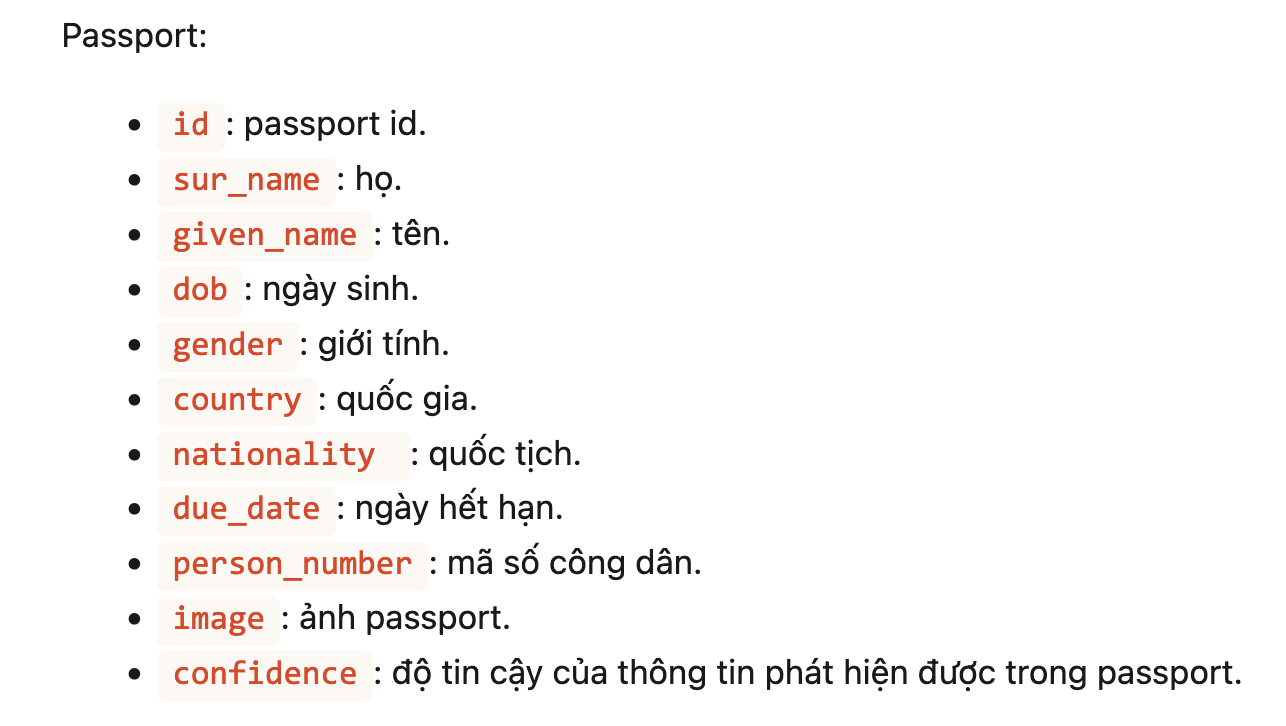 Passport:
• id : passport id.
• sur_name : họ.
• given_name : tên.
• dob : ngày sinh.
• gender : giới tính.
• country : quốc gia.
• nationality : quốc tịch.
• due_date : ngày hết hạn.
• person_number : mã số công dân.
• image : ảnh passport.
• confidence : độ tin cậy của thông tin phát hiện được trong passport.